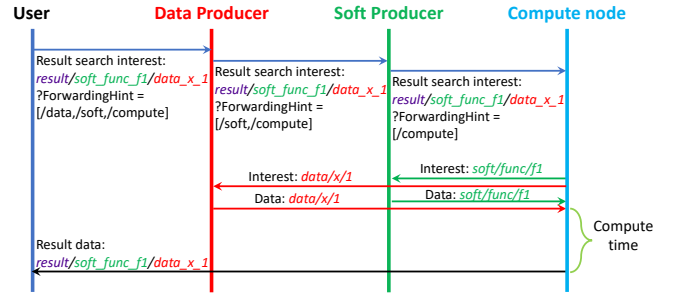 User Data Producer Soft Producer Compute node
Result search interest:
result/soft_func_f1/data_x_1
?ForwardingHint =
[/data,/soft,/compute]
Result search interest:
result/soft_func_f1/data_x_1
?ForwardingHint =
[/soft,/compute]
Result search interest:
result/soft_func_f1/data_x_1
?ForwardingHint =
[/compute]
Interest: soft/func/f1
Interest: data/x/1
Data: soft/func/f1
Data: data/x/1
Compute
time
Result data:
result/soft_func_f1/data_x_1